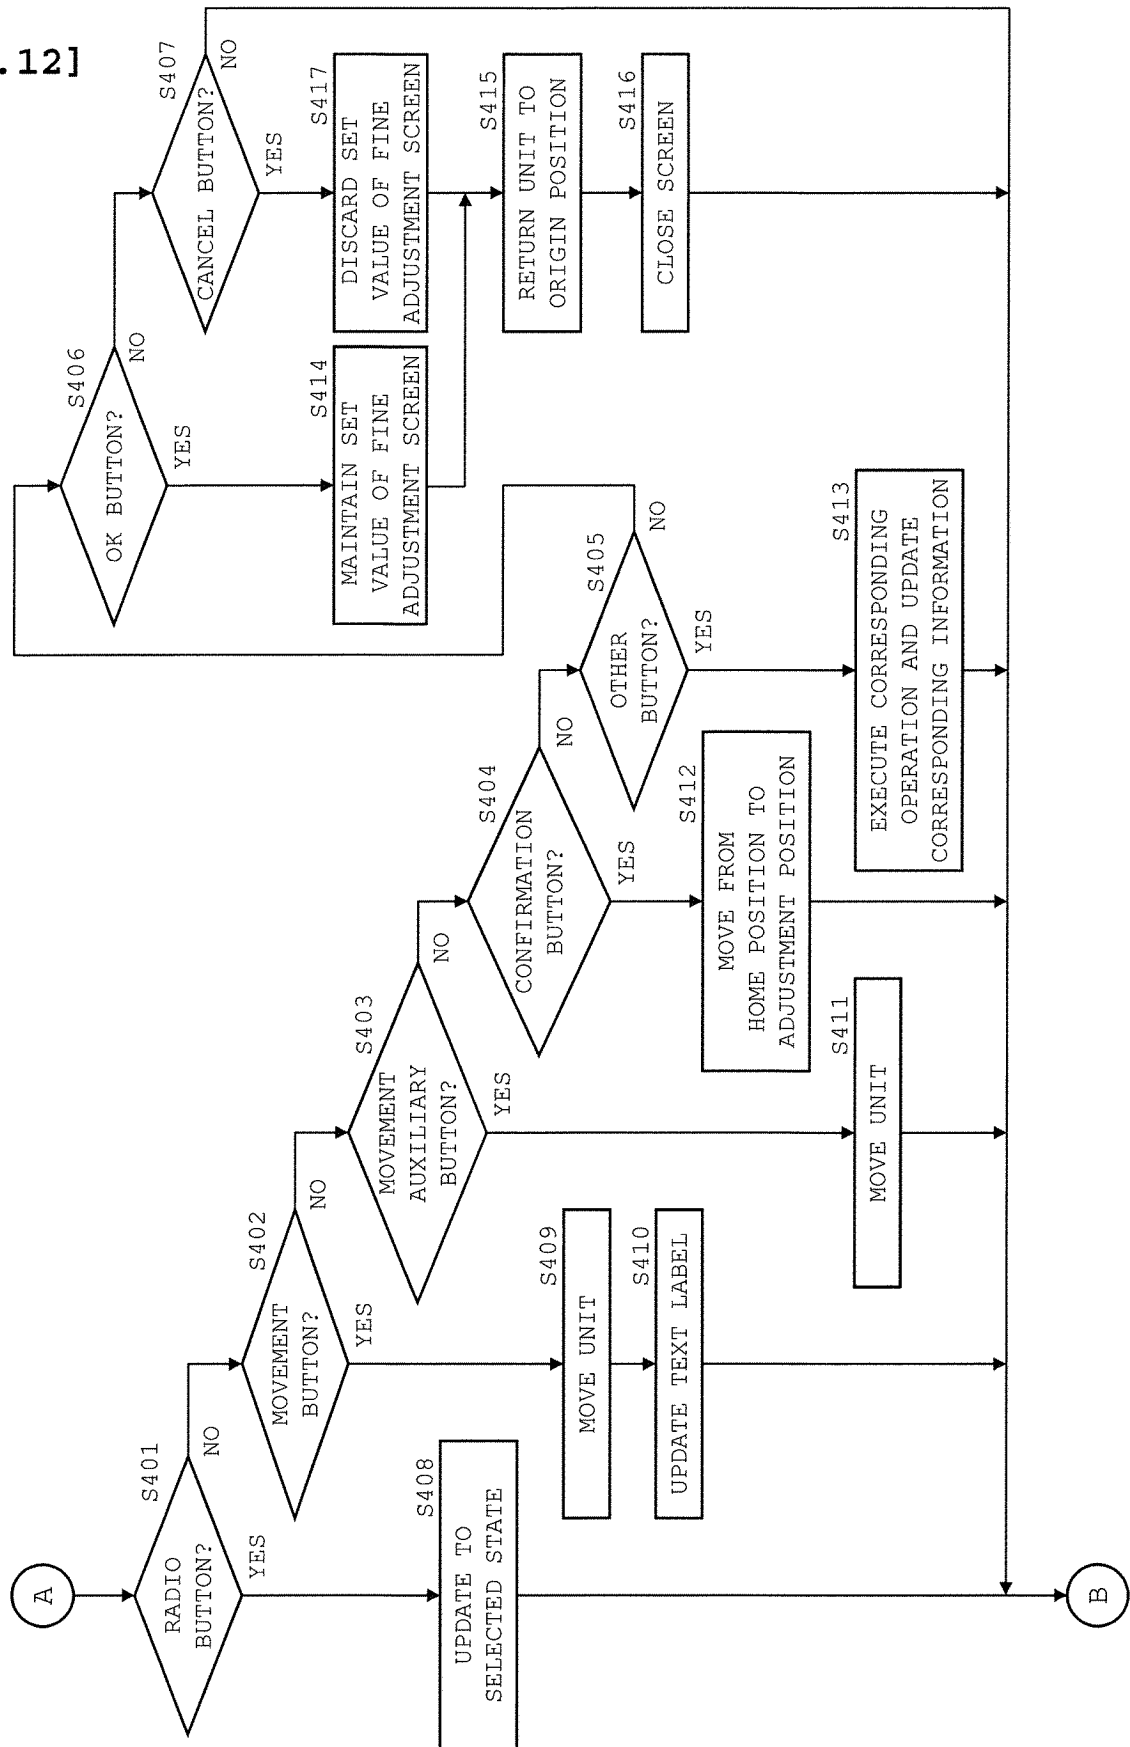 .12]
A
S401
RADIO
BUTTON?
NO
YES
S408
UPDATE TO
SELECTED STATE
S402
MOVEMENT
BUTTON?
NO
YES
S409
MOVE UNIT
S410
UPDATE TEXT LABEL
S403
MOVEMENT
AUXILIARY
BUTTON?
NO
YES
S411
MOVE UNIT
S404
CONFIRMATION
BUTTON?
NO
YES
S412
MOVE FROM
HOME POSITION TO
ADJUSTMENT POSITION
S405
OTHER
BUTTON?
NO
YES
S413
EXECUTE CORRESPONDING
OPERATION AND UPDATE
CORRESPONDING INFORMATION
S406
OK BUTTON?
NO
YES
S414
MAINTAIN SET
VALUE OF FINE
ADJUSTMENT SCREEN
S407
CANCEL BUTTON?
NO
YES
S417
DISCARD SET
VALUE OF FINE
ADJUSTMENT SCREEN
S415
RETURN UNIT TO
ORIGIN POSITION
S416
CLOSE SCREEN
B